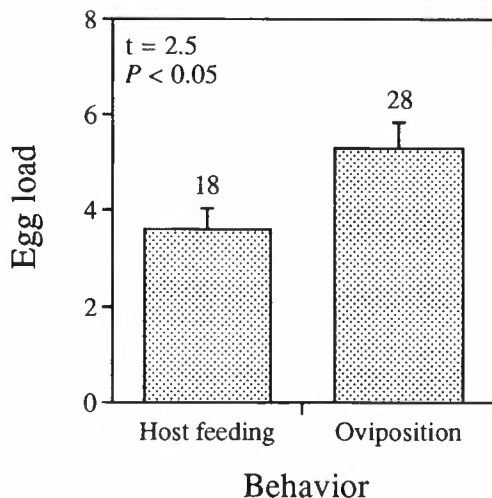 8
t = 2.5
P < 0.05
28
6
18
Egg load
4
2
0
Host feeding
Oviposition
Behavior